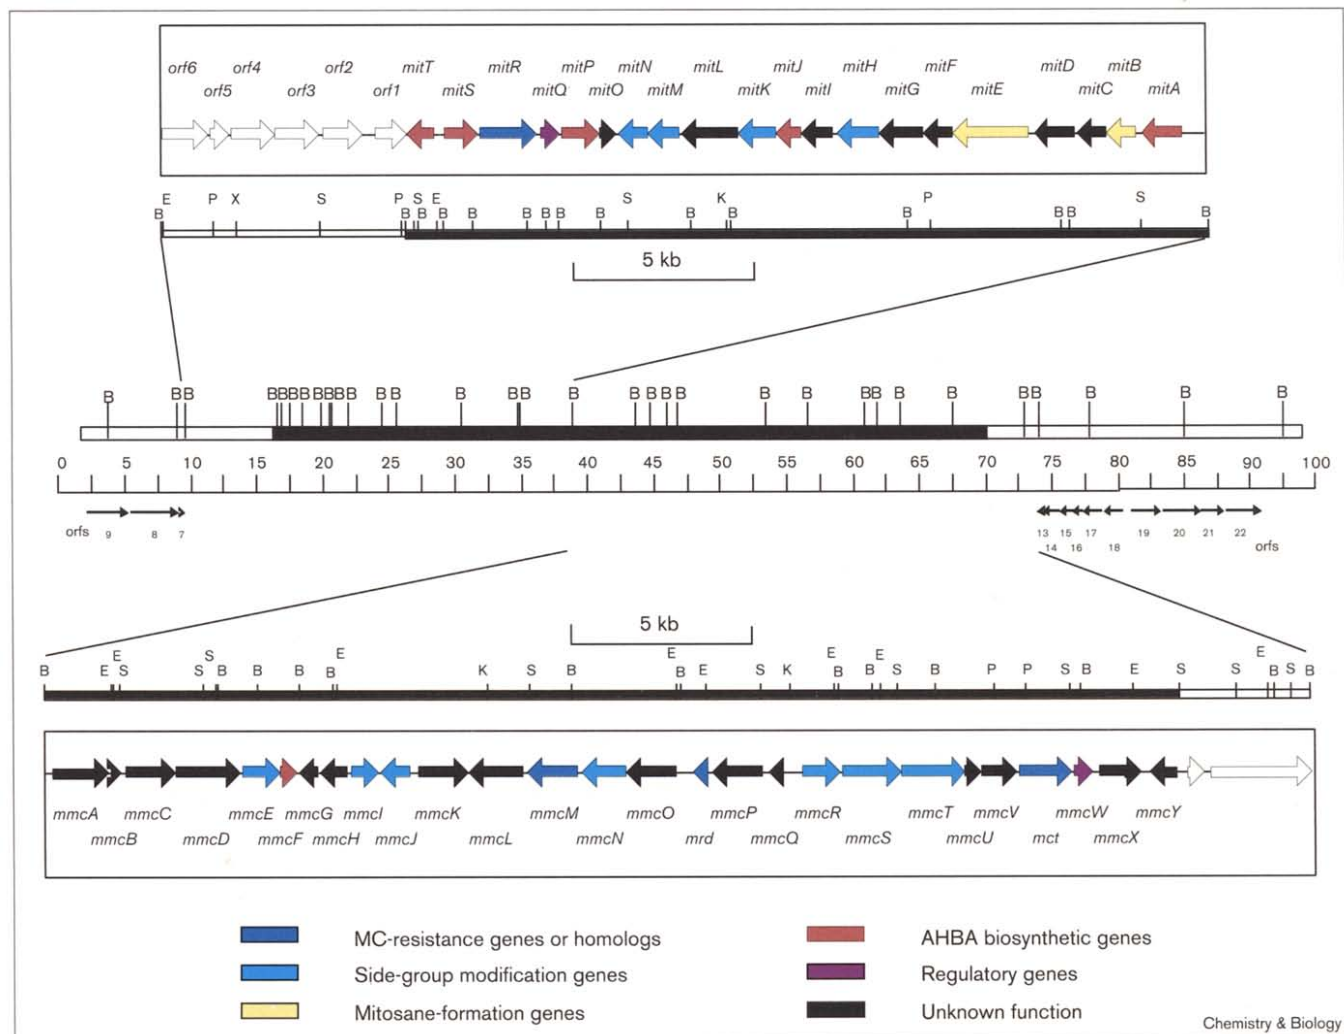 orf6 orf4 orf2 mitT mitR mitP mitN mitL mitJ mitH mitF mitD mitB
orf5 orf3 orf1 mitS mitQ mitO mitM mitK mitI mitG mitE mitC mitA
E P X S P S E S K P S
B B B B B B B B B B B B B B B
5 kb
B B B B B B B B B B B B B B B B B B B B B B B B B B B B B B B B
0 5 10 15 20 25 30 35 40 45 50 55 60 65 70 75 80 85 90 95 100
orfs 9 8 7 13 15 17 19 20 21 22
14 16 18 orfs
5 kb
E S E E E E
B E S S B B B B K S B B E S K B B S B P P S B E S S B S B
mmcA mmcC mmcE mmcG mmcI mmcK mmcM mmcO mmcP mmcR mmcT mmcV mmcW mmcY
mmcB mmcD mmcF mmcH mmcJ mmcL mmcN mrd mmcQ mmcS mmcU mct mmcX
MC-resistance genes or homologs
AHBA biosynthetic genes
Side-group modification genes
Regulatory genes
Mitosane-formation genes
Unknown function
Chemistry & Biology